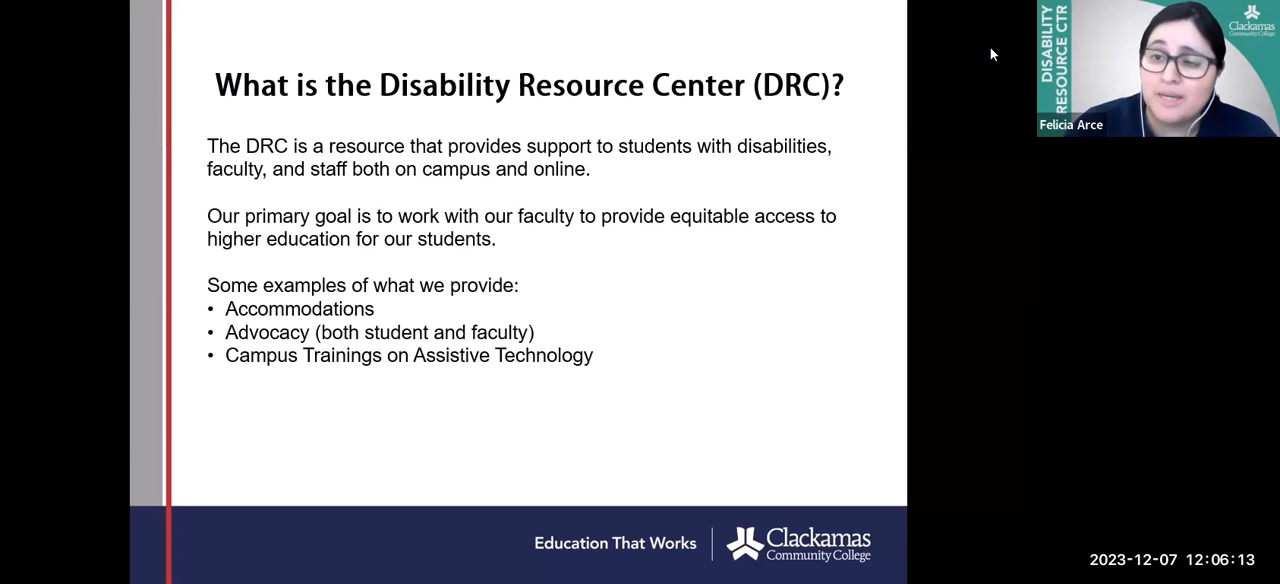 What is the Disability Resource Center (DRC)?
The DRC is a resource that provides support to students with disabilities,
faculty, and staff both on campus and online.
Our primary goal is to work with our faculty to provide equitable access to
higher education for our students.
Some examples of what we provide:
• Accommodations
• Advocacy (both student and faculty)
• Campus Trainings on Assistive Technology
Education That Works
Clackamas
Community College
DISABILITY
RESOURCE CTR
Clackamas
Community College
Felicia Arce
2023-12-07 12:06:13